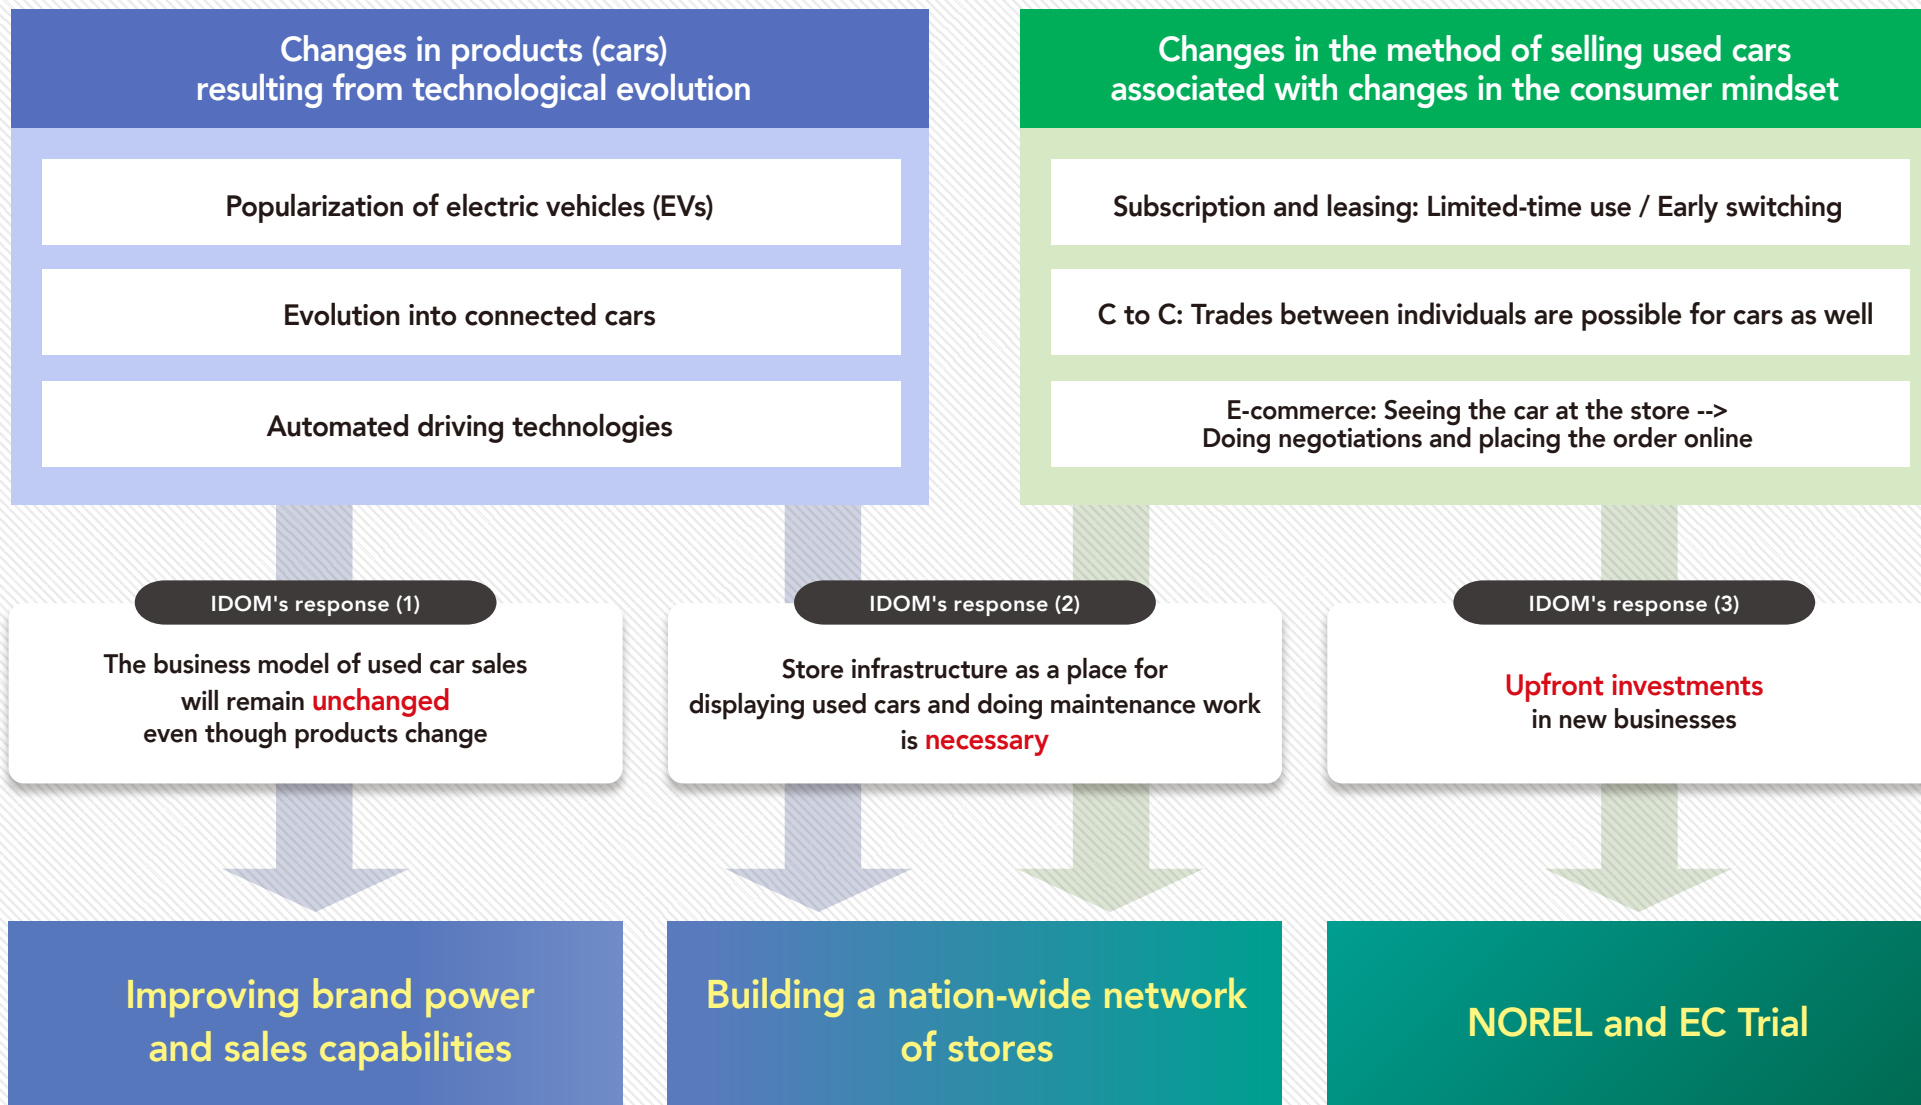 Changes in products (cars)
resulting from technological evolution
Popularization of electric vehicles (EVs)
Evolution into connected cars
Automated driving technologies
Changes in the method of selling used cars
associated with changes in the consumer mindset
Subscription and leasing: Limited-time use / Early switching
C to C: Trades between individuals are possible for cars as well
E-commerce: Seeing the car at the store -->
Doing negotiations and placing the order online
IDOM's response (1)
The business model of used car sales
will remain unchanged
even though products change
IDOM's response (2)
Store infrastructure as a place for
displaying used cars and doing maintenance work
is necessary
IDOM's response (3)
Upfront investments
in new businesses
Improving brand power
and sales capabilities
Building a nation-wide network
of stores
NOREL and EC Trial